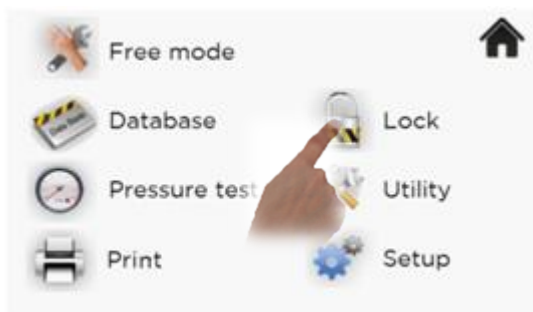 Free mode
Database
Lock
Pressure test
Utility
Print
Setup